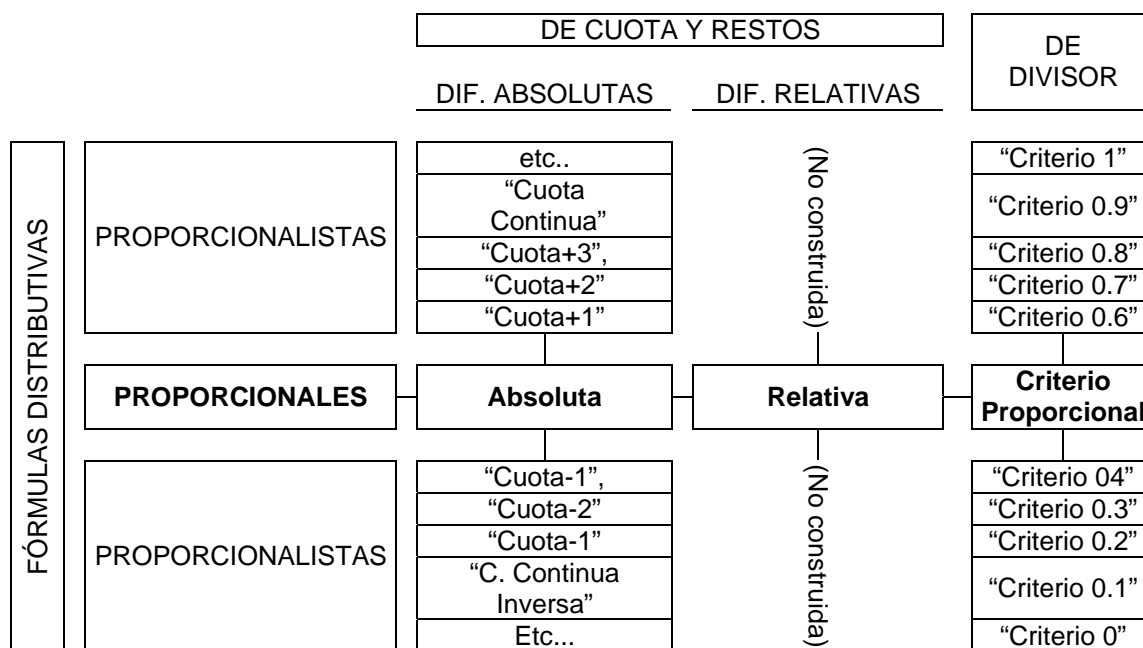 DE CUOTA Y RESTOS
DE
DIVISOR
DIF. ABSOLUTAS
DIF. RELATIVAS
FÓRMULAS DISTRIBUTIVAS
PROPORCIONALISTAS
etc..
“Cuota
Continua”
“Cuota+3”,
“Cuota+2”
“Cuota+1”
(No construida)
“Criterio 1”
“Criterio 0.9”
“Criterio 0.8”
“Criterio 0.7”
“Criterio 0.6”
PROPORCIONALES
Absoluta
Relativa
Criterio
Proporcional
PROPORCIONALISTAS
“Cuota-1”,
“Cuota-2”
“Cuota-1”
“C. Continua
Inversa”
Etc...
(No construida)
“Criterio 04”
“Criterio 0.3”
“Criterio 0.2”
“Criterio 0.1”
“Criterio 0”